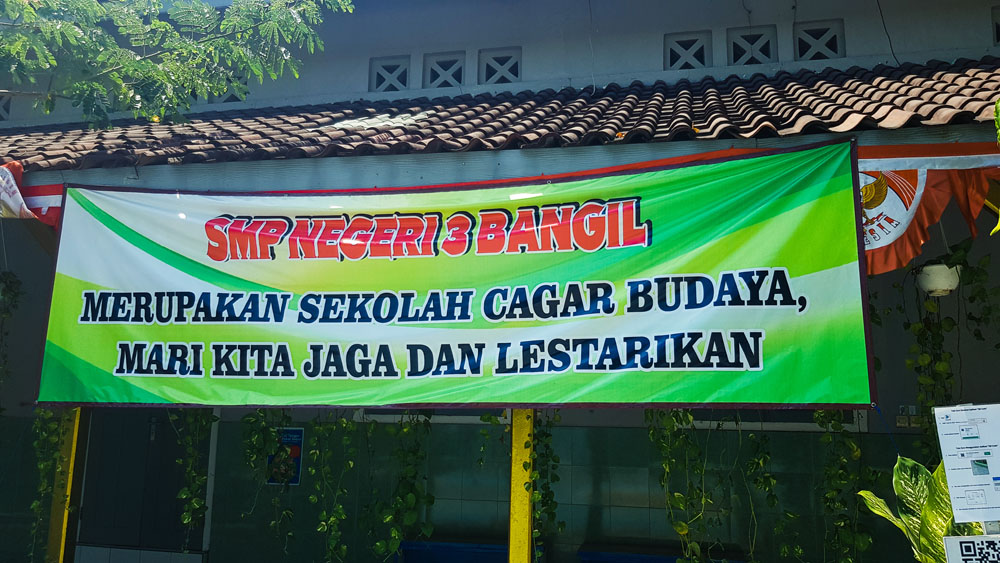 SMP NEGERI 3 BANGIL
MERUPAKAN SEKOLAH CAGAR BUDAYA,
MARI KITA JAGA DAN LESTARIKAN